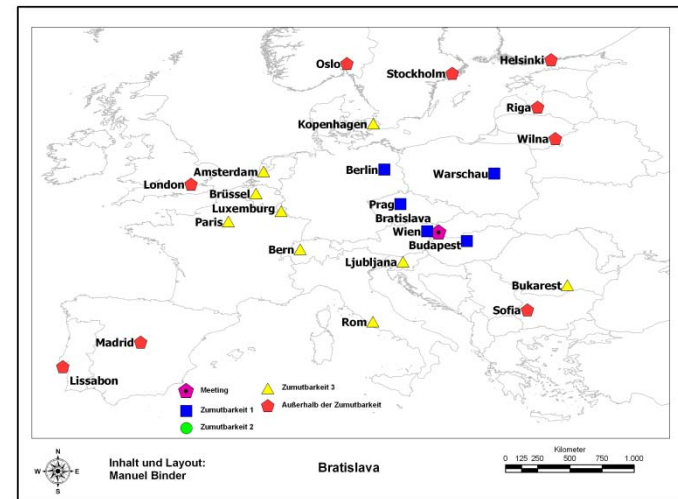 Oslo
Helsinki
Stockholm
Riga
Kopenhagen
Wilna
Amsterdam
Berlin
Warschau
London
Brüssel
Prag
Luxemburg
Bratislava
Paris
Wien
Budapest
Bern
Ljubljana
Bukarest
Sofia
Rom
Madrid
Lissabon
Meeting
Zumutbarkeit 3
Zumutbarkeit 1
Außerhalb der Zumutbarkeit
Zumutbarkeit 2
N
W
E
S
Inhalt und Layout:
Manuel Binder
Bratislava
Kilometer
0 125 250 500 750 1.000